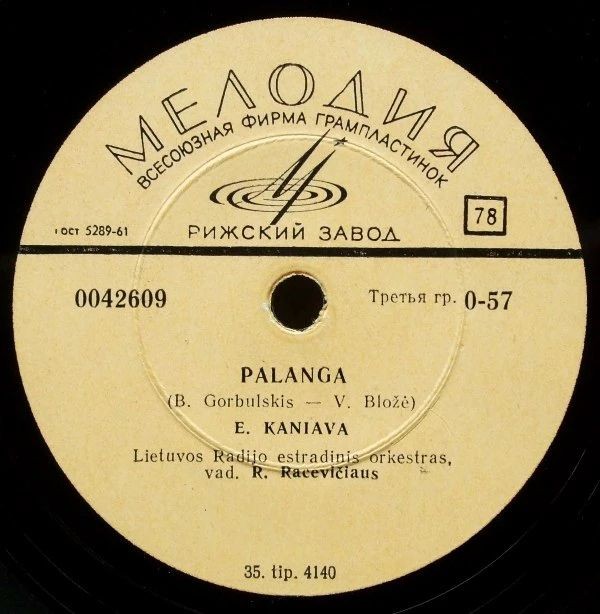 МЕЛОДИЯ
ВСЕСОЮЗНАЯ ФИРМА ГРАМПЛАСТИНОК
ГОСТ 5289-61
РИЖСКИЙ ЗАВОД
78
0042609
Третья гр. 0-57
PALANGA
(B. Gorbulskis — V. Bložė)
E. KANIAVA
Lietuvos Radijo estradinis orkestras,
vad. R. Racevičiaus
35. tip. 4140